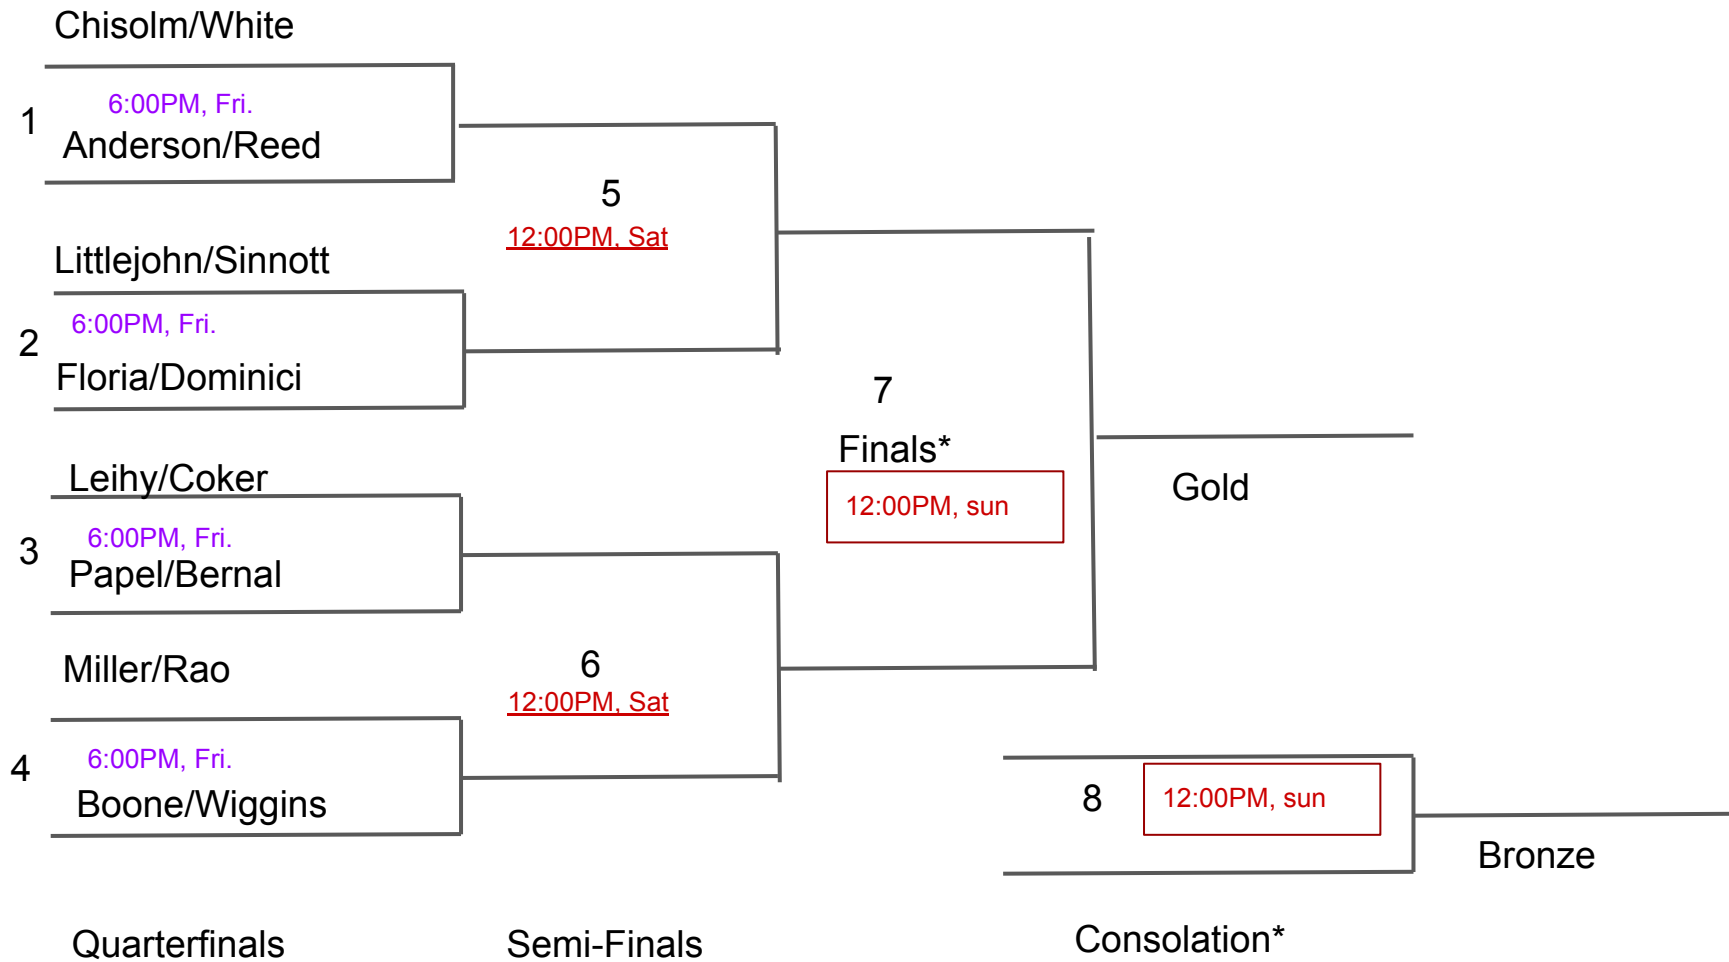 Chisolm/White
1
6:00PM, Fri.
Anderson/Reed
5
12:00PM, Sat
Littlejohn/Sinnott
2
6:00PM, Fri.
Floria/Dominici
7
Finals*
12:00PM, sun
Gold
Leihy/Coker
3
6:00PM, Fri.
Papel/Bernal
Miller/Rao
6
12:00PM, Sat
4
6:00PM, Fri.
Boone/Wiggins
8
12:00PM, sun
Bronze
Quarterfinals
Semi-Finals
Consolation*